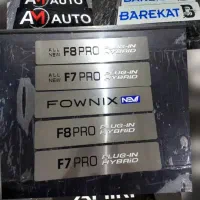 AM AUTO
AM AUTO
BAREKAT
ALL NEW F8 PRO PLUG-IN HYBRID
ALL NEW F7 PRO PLUG-IN HYBRID
FOWNIX NEV
F8 PRO PLUG-IN HYBRID
F7 PRO PLUG-IN HYBRID